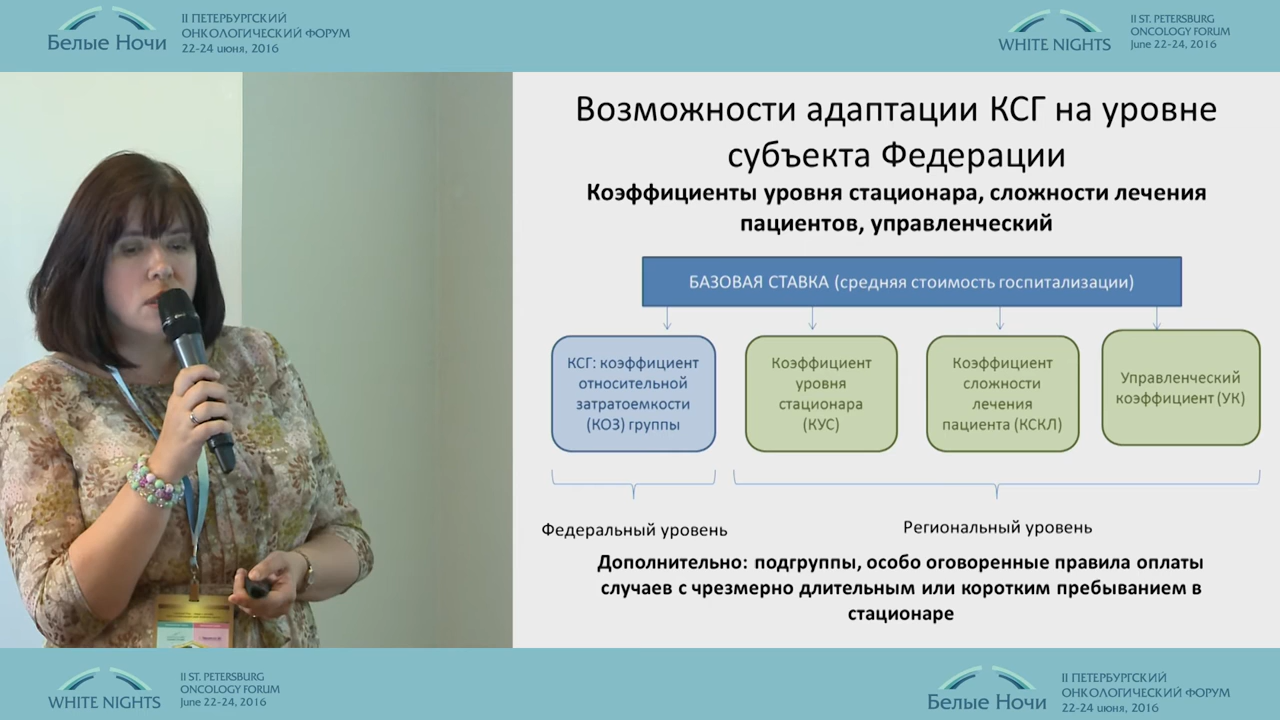 Белые Ночи
II ПЕТЕРБУРГСКИЙ
ОНКОЛОГИЧЕСКИЙ ФОРУМ
22-24 июня, 2016
WHITE NIGHTS
II ST. PETERSBURG
ONCOLOGY FORUM
June 22-24, 2016
Возможности адаптации КСГ на уровне
субъекта Федерации
Коэффициенты уровня стационара, сложности лечения
пациентов, управленческий
БАЗОВАЯ СТАВКА (средняя стоимость госпитализации)
КСГ: коэффициент
относительной
затратоемкости
(КОЗ) группы
Коэффициент
уровня
стационара
(КУС)
Коэффициент
сложности
лечения
пациента (КСКЛ)
Управленческий
коэффициент (УК)
Федеральный уровень
Региональный уровень
Дополнительно: подгруппы, особо оговоренные правила оплаты
случаев с чрезмерно длительным или коротким пребыванием в
стационаре
WHITE NIGHTS
II ST. PETERSBURG
ONCOLOGY FORUM
June 22-24, 2016
Белые Ночи
II ПЕТЕРБУРГСКИЙ
ОНКОЛОГИЧЕСКИЙ ФОРУМ
22-24 июня, 2016